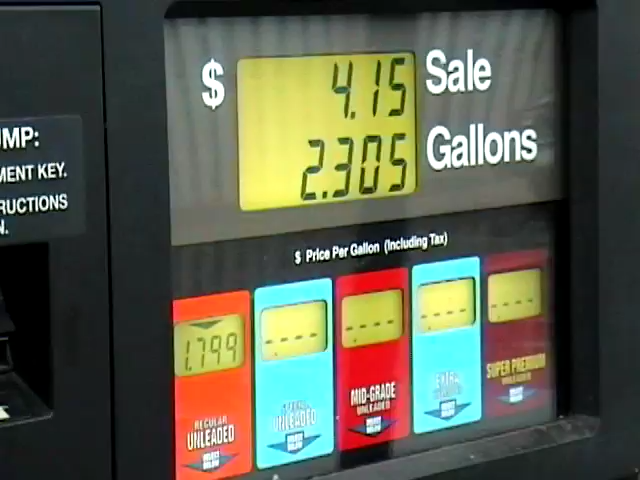 $ 4.15 Sale
2.305 Gallons
UMP:
MENT KEY.
RUCTIONS
N.
$ Price Per Gallon (Including Tax)
1.799
----
----
----
----
REGULAR
UNLEADED
UNLEADED
MID-GRADE
UNLEADED
SUPER PREMIUM
UNLEADED